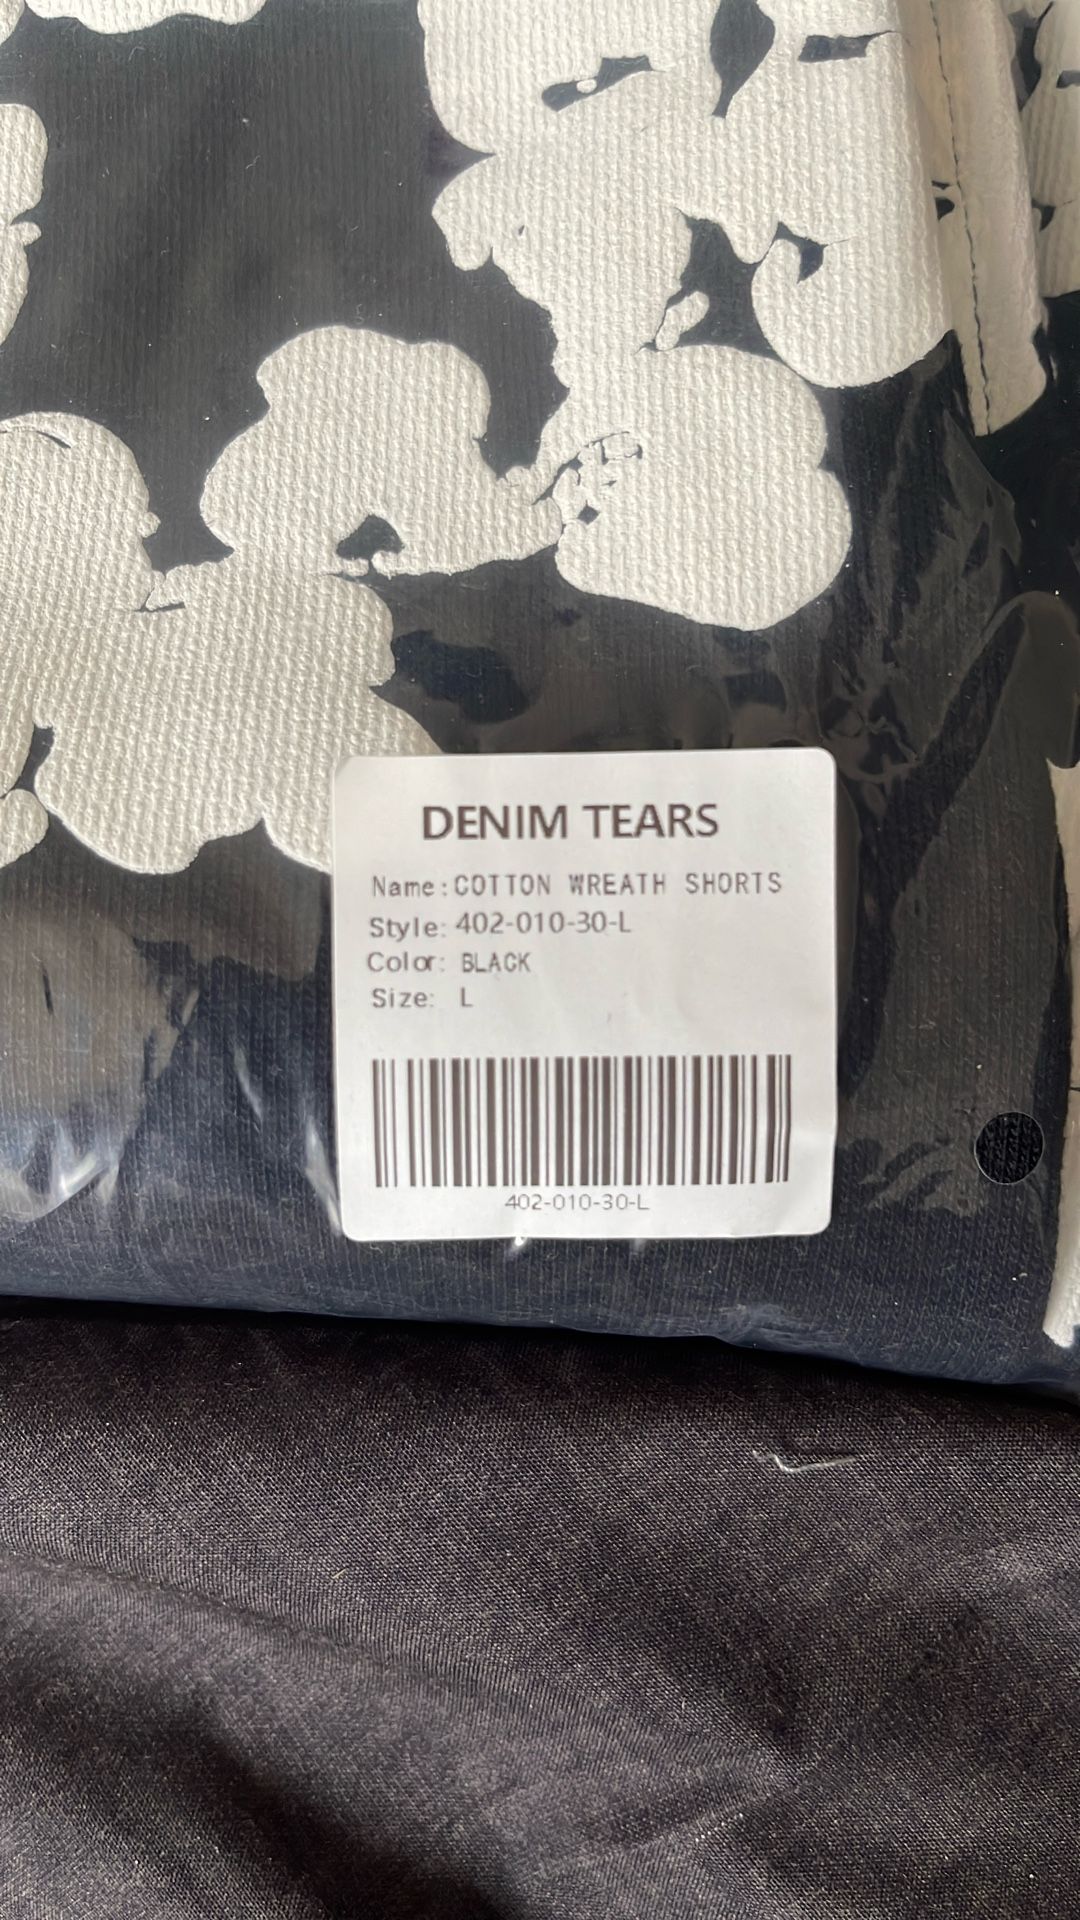 DENIM TEARS
Name:COTTON WREATH SHORTS
Style: 402-010-30-L
Color: BLACK
Size: L
402-010-30-L